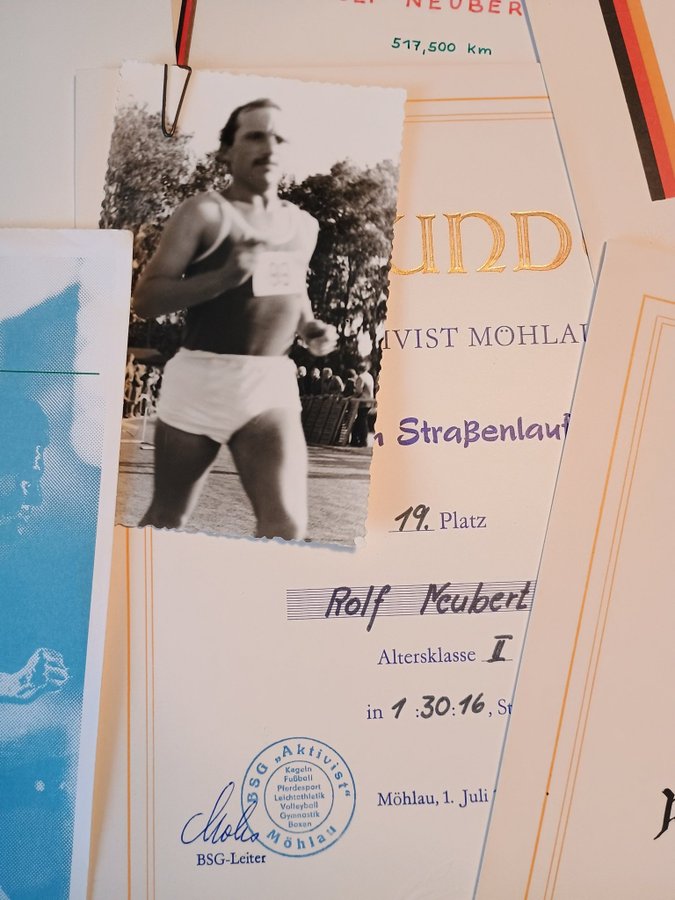 NEUBER
517,500 km
UND
IVIST MÖHLAU
Straßenlauf
19. Platz
Rolf Neubert
Altersklasse II
in 1:30:16, St
BSG „Aktivist“
Kegeln
Fußball
Pferdesport
Leichtathletik
Volleyball
Gymnastik
Boxen
Möhlau
Möhlau, 1. Juli
BSG-Leiter